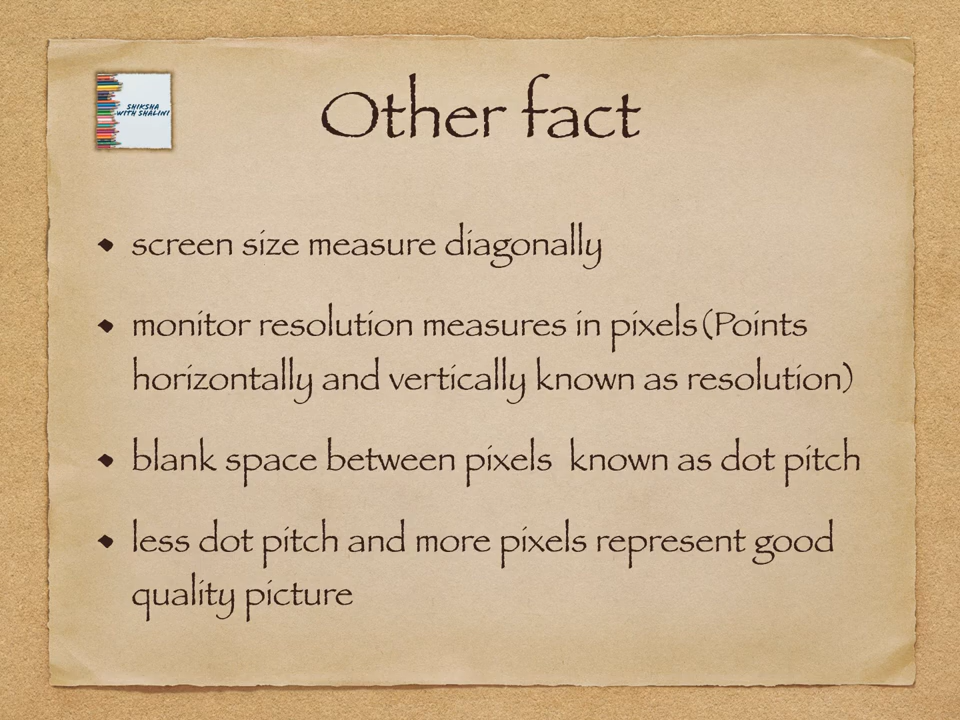 SHIKSHA
WITH SHALINI
Other fact
screen size measure diagonally
monitor resolution measures in pixels(Points
horizontally and vertically known as resolution)
blank space between pixels known as dot pitch
less dot pitch and more pixels represent good
quality picture